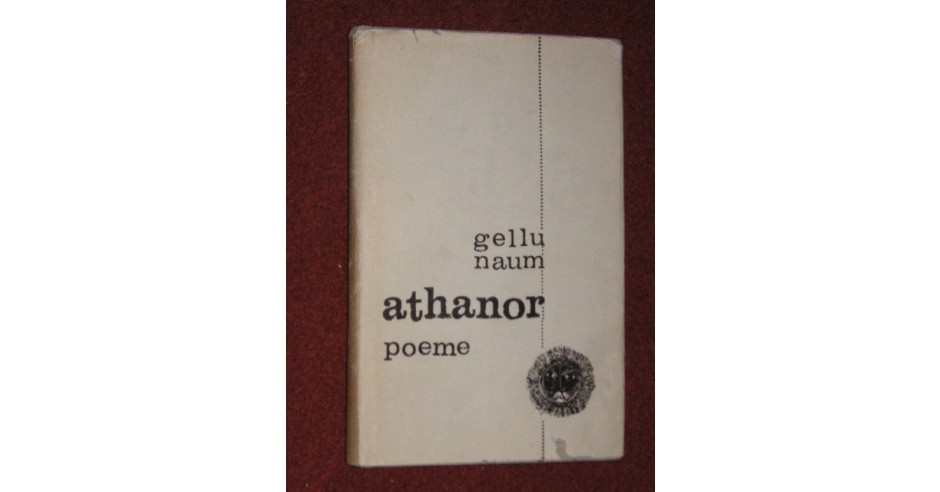 gellu
naum
athanor
poeme